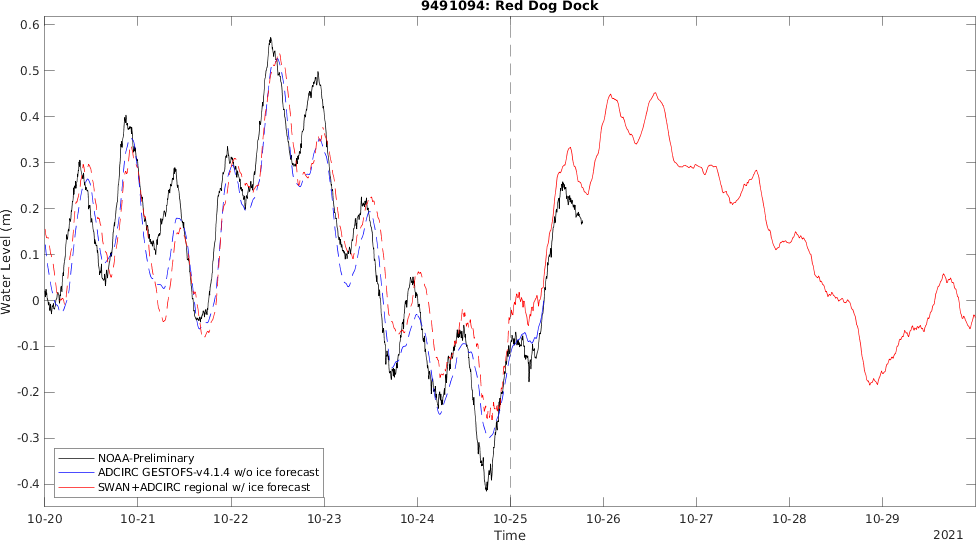 9491094: Red Dog Dock
Water Level (m)
0.6
0.5
0.4
0.3
0.2
0.1
0
-0.1
-0.2
-0.3
-0.4
NOAA-Preliminary
ADCIRC GESTOFS-v4.1.4 w/o ice forecast
SWAN+ADCIRC regional w/ ice forecast
10-20 10-21 10-22 10-23 10-24 10-25 10-26 10-27 10-28 10-29
Time
2021